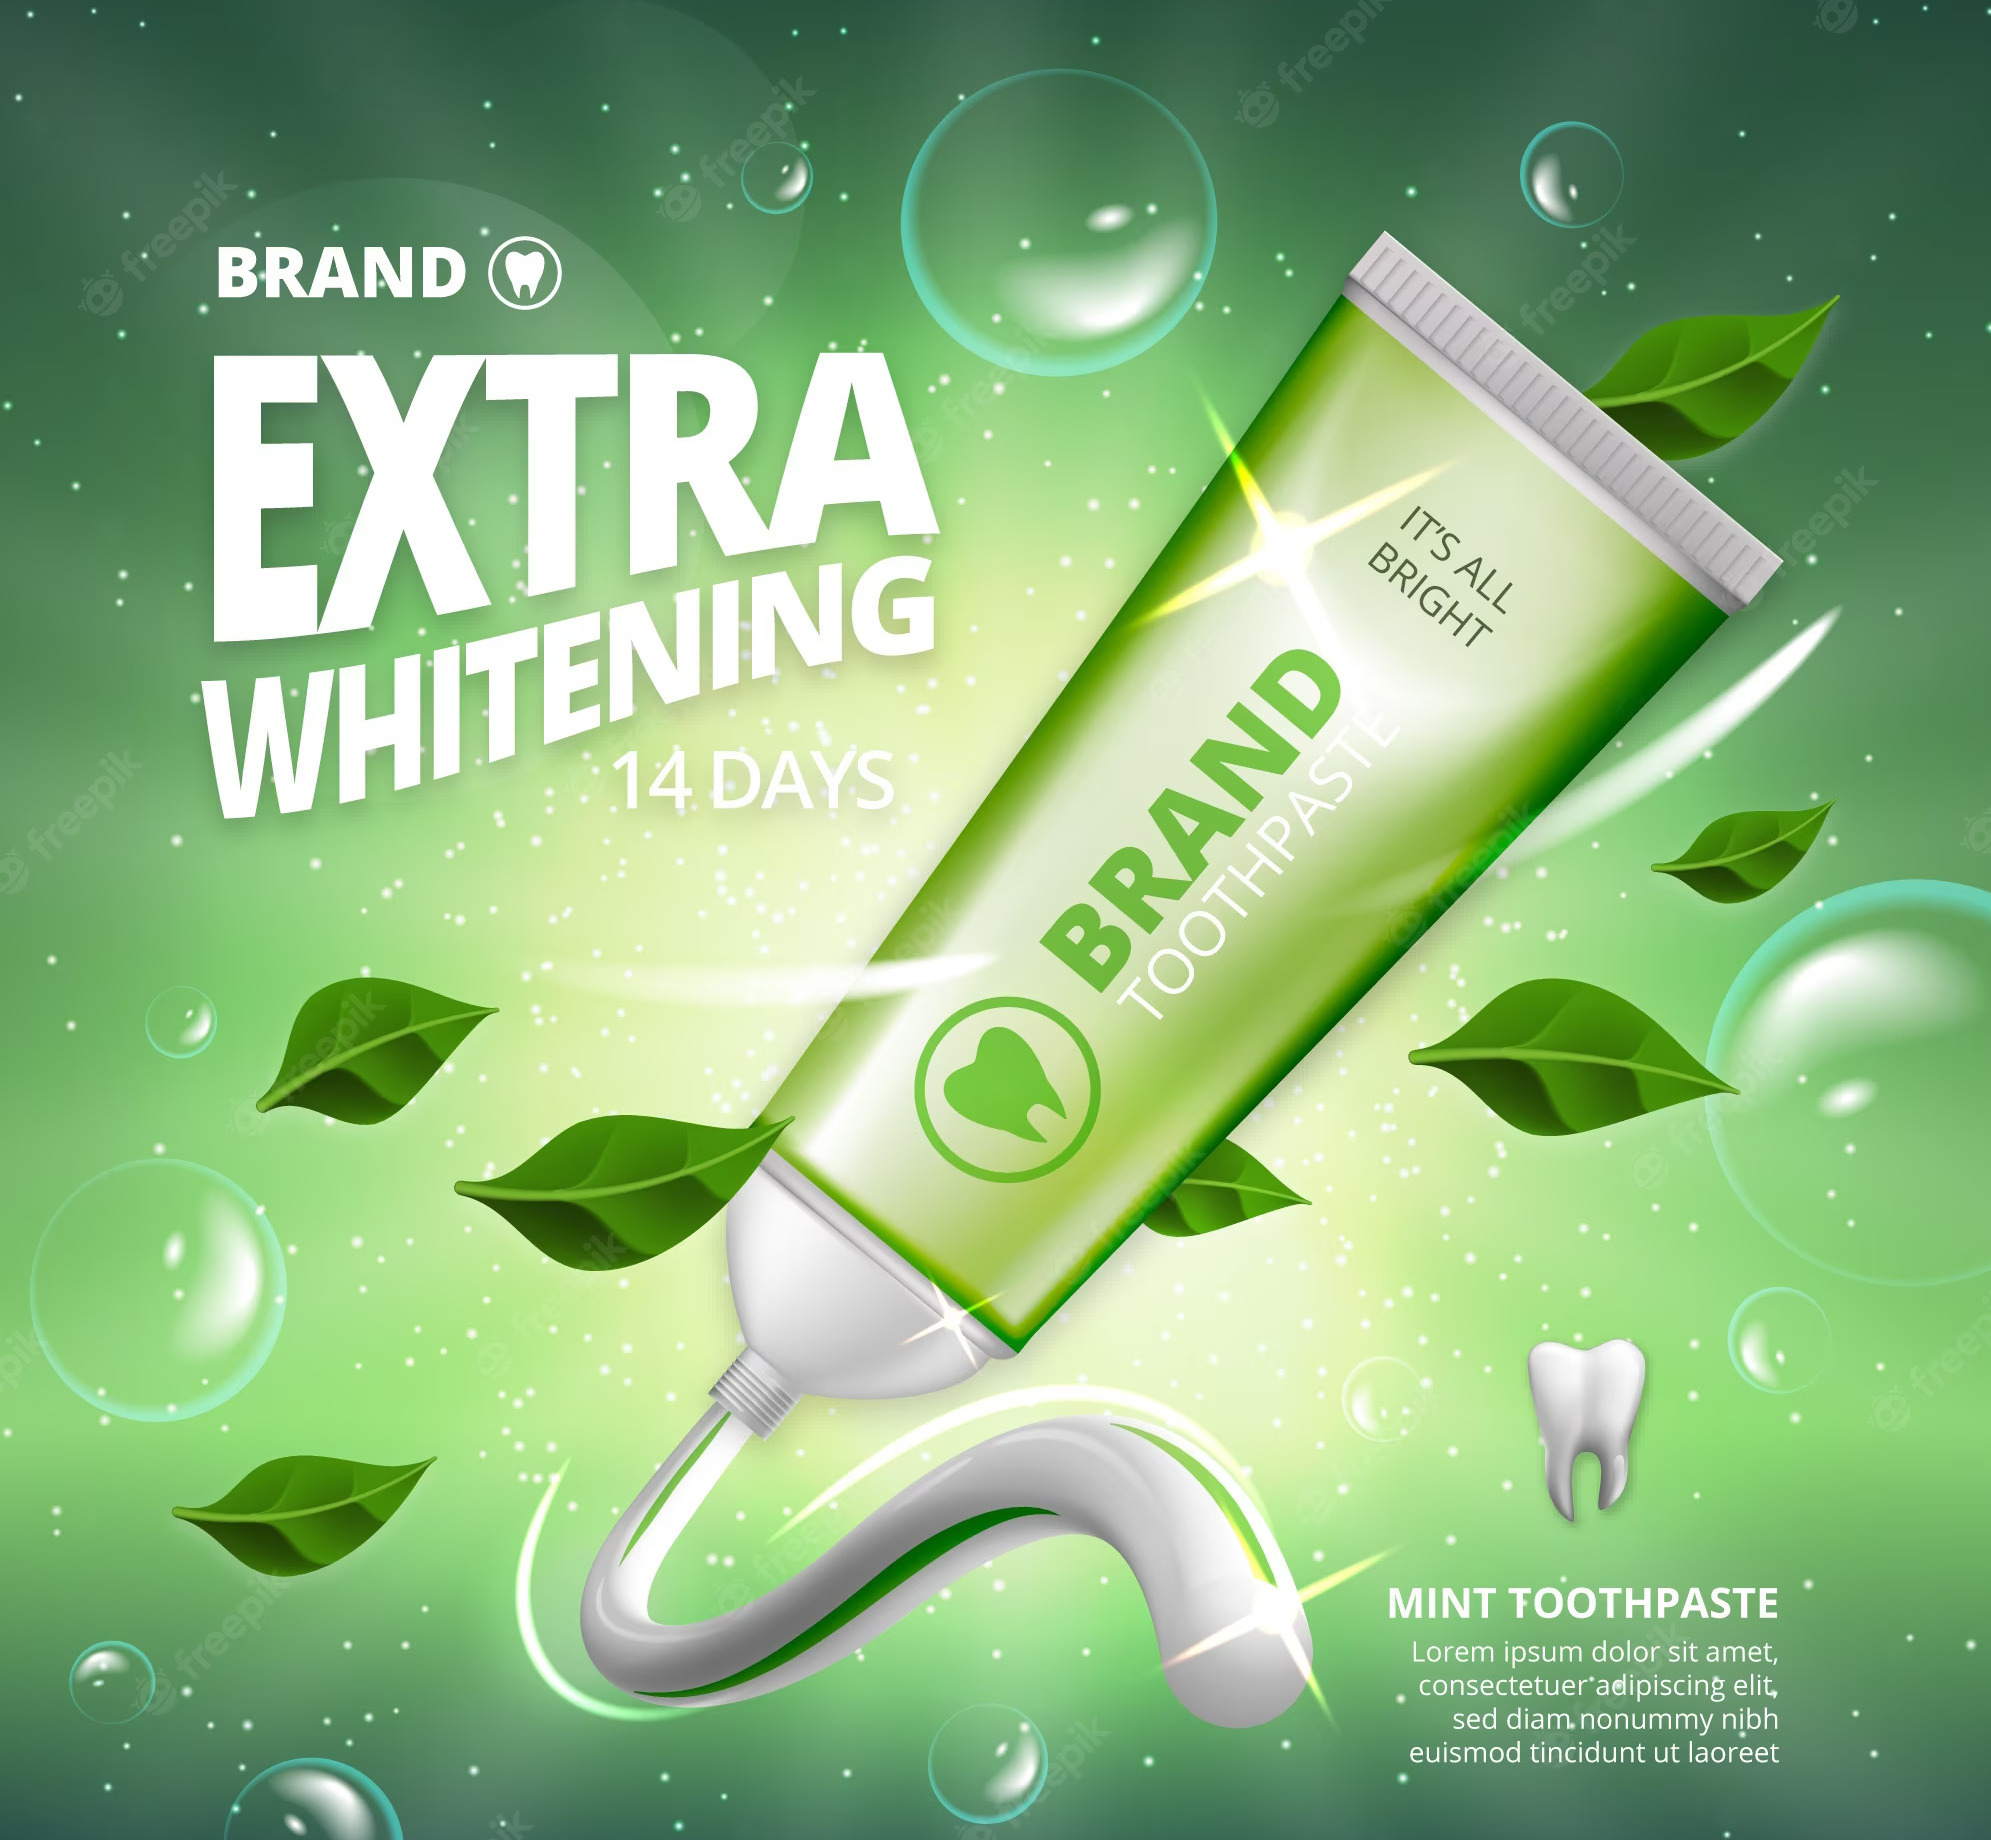 BRAND
EXTRA
WHITENING
14 DAYS
IT'S ALL
BRIGHT
BRAND
TOOTHPASTE
MINT TOOTHPASTE
Lorem ipsum dolor sit amet,
consectetuer adipiscing elit,
sed diam nonummy nibh
euismod tincidunt ut laoreet
freepik